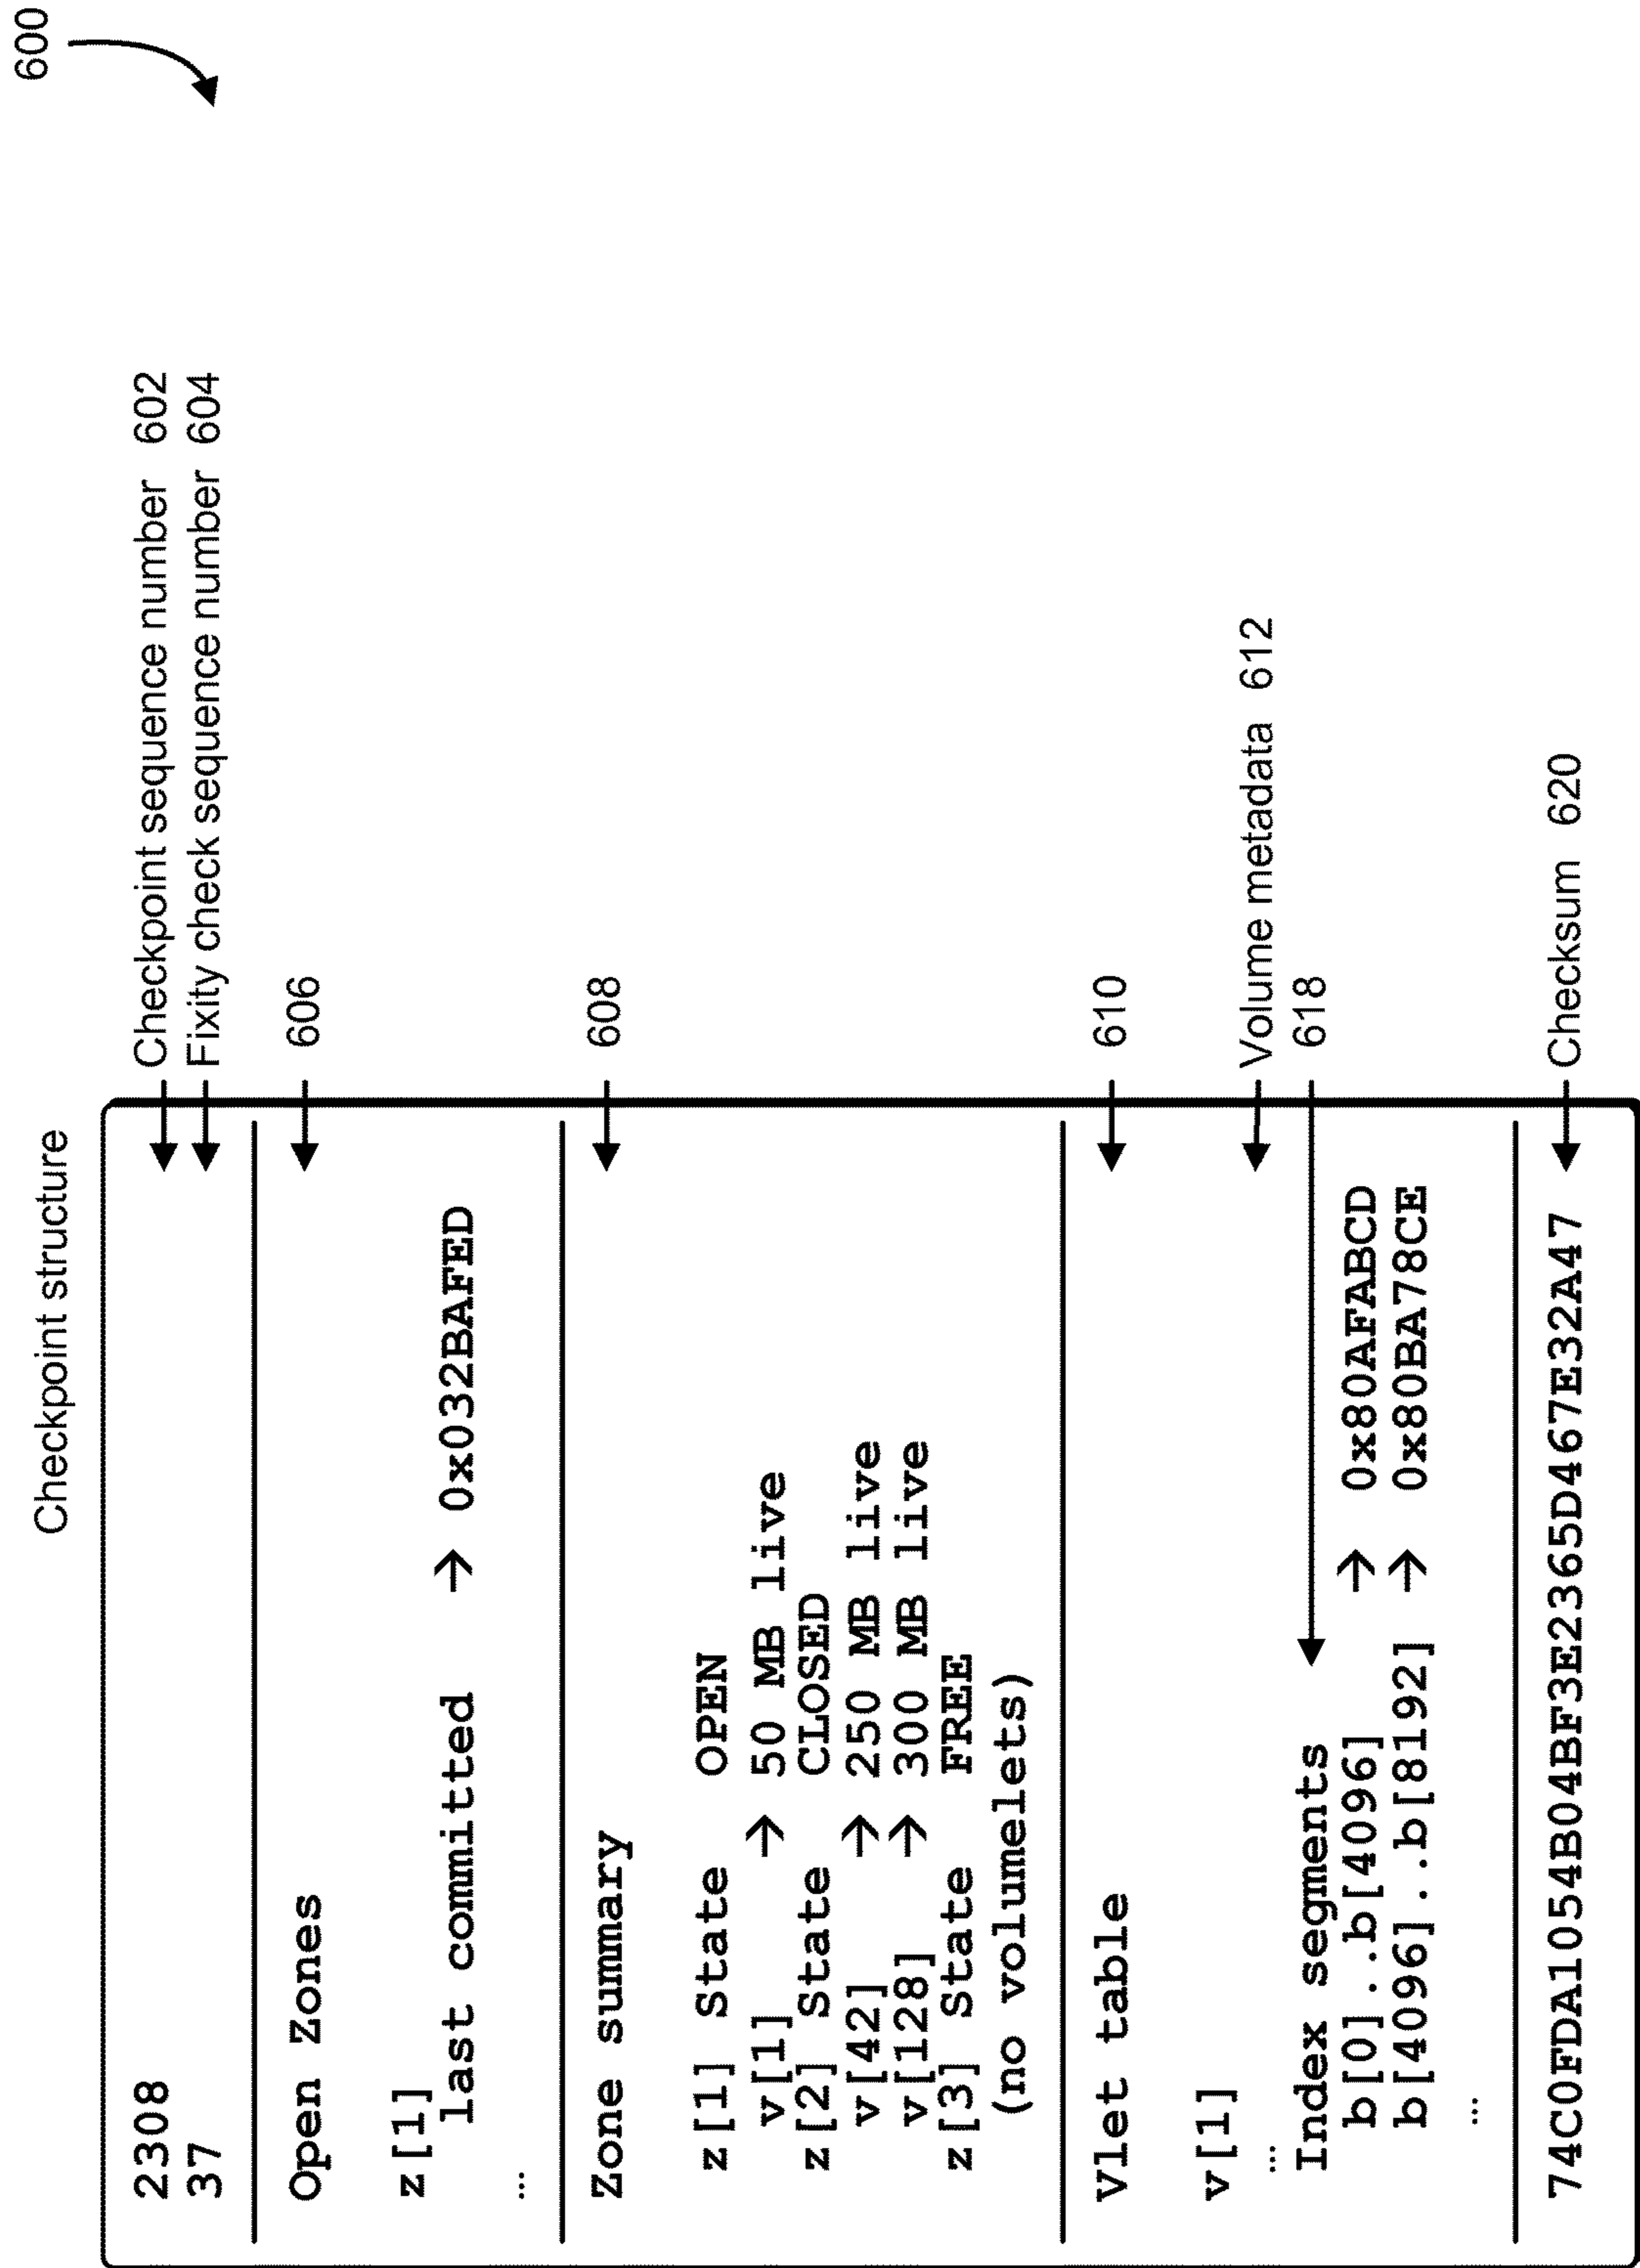 600
Checkpoint structure
2308
Checkpoint sequence number 602
37
Fixity check sequence number 604
Open Zones
606
z[1]
last committed → 0x032BAFED
...
Zone summary
608
z[1] State OPEN
v[1] → 50 MB live
z[2] State CLOSED
v[42] → 250 MB live
v[128] → 300 MB live
z[3] State FREE
(no volumelets)
Vlet table
610
v[1]
...
Volume metadata 612
Index segments
618
b[0]..b[4096] → 0x80AFABCD
b[4096]..b[8192] → 0x80BA78CE
...
74C0FDA1054B04BF3E2365D467E32A47
Checksum 620